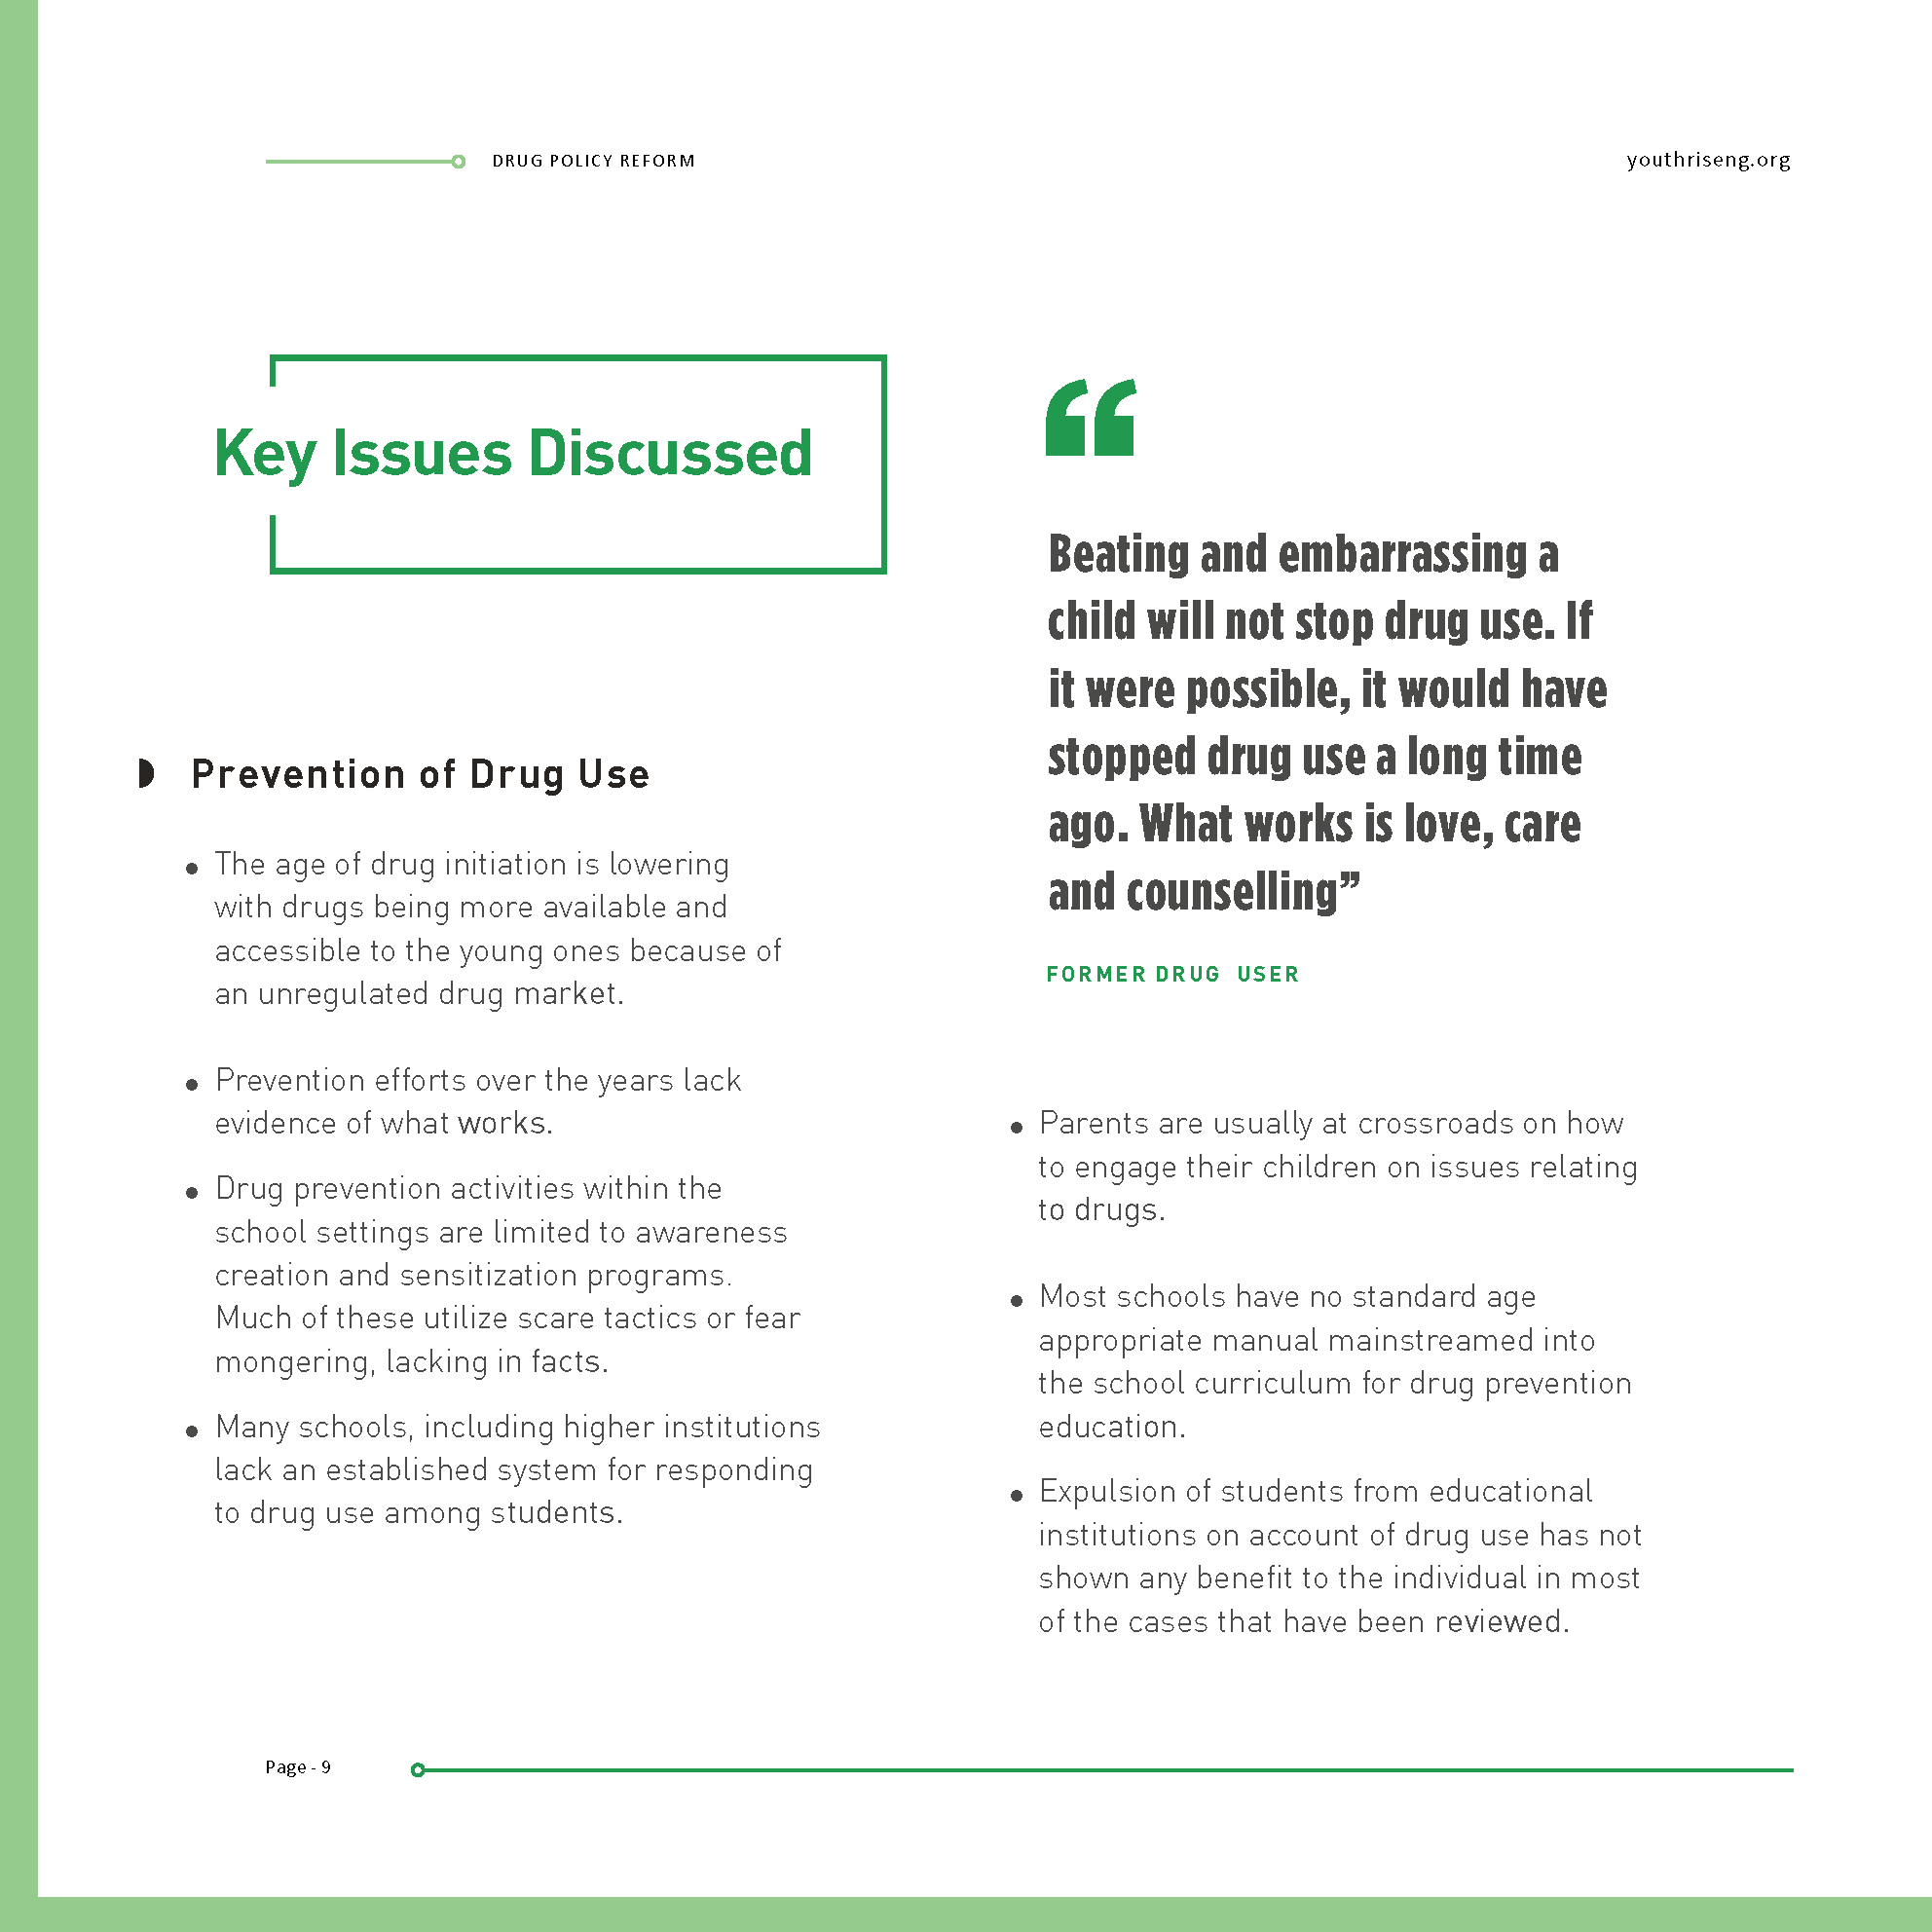 DRUG POLICY REFORM
youthriseng.org
Key Issues Discussed
Prevention of Drug Use
• The age of drug initiation is lowering
with drugs being more available and
accessible to the young ones because of
an unregulated drug market.
• Prevention efforts over the years lack
evidence of what works.
• Drug prevention activities within the
school settings are limited to awareness
creation and sensitization programs.
Much of these utilize scare tactics or fear
mongering, lacking in facts.
• Many schools, including higher institutions
lack an established system for responding
to drug use among students.
“
Beating and embarrassing a
child will not stop drug use. If
it were possible, it would have
stopped drug use a long time
ago. What works is love, care
and counselling”
FORMER DRUG USER
• Parents are usually at crossroads on how
to engage their children on issues relating
to drugs.
• Most schools have no standard age
appropriate manual mainstreamed into
the school curriculum for drug prevention
education.
• Expulsion of students from educational
institutions on account of drug use has not
shown any benefit to the individual in most
of the cases that have been reviewed.
Page - 9